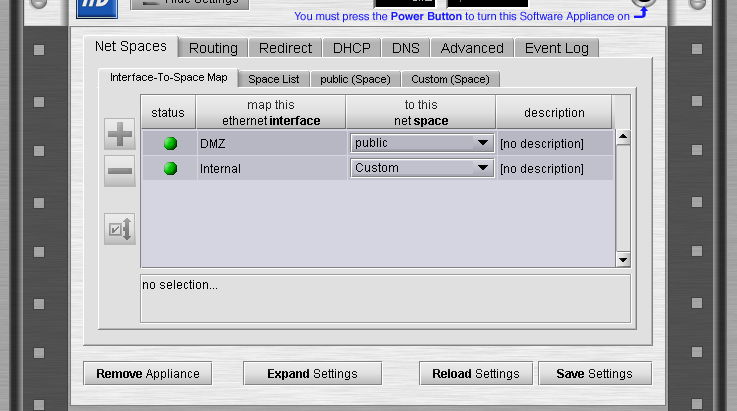 Hide Settings
You must press the Power Button to turn this Software Appliance on
Net Spaces Routing Redirect DHCP DNS Advanced Event Log
Interface-To-Space Map Space List public (Space) Custom (Space)
status map this ethernet interface to this net space description
DMZ public [no description]
Internal Custom [no description]
no selection...
Remove Appliance Expand Settings Reload Settings Save Settings